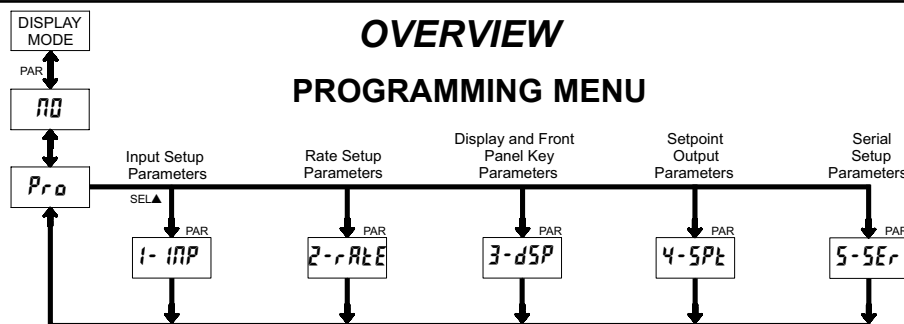 DISPLAY
MODE
OVERVIEW
PAR
PROGRAMMING MENU
NO
Pro
Input Setup
Parameters
Rate Setup
Parameters
Display and Front
Panel Key
Parameters
Setpoint
Output
Parameters
Serial
Setup
Parameters
SEL▲
PAR
PAR
PAR
PAR
PAR
1-INP
2-rAtE
3-dSP
4-SPt
5-SEr